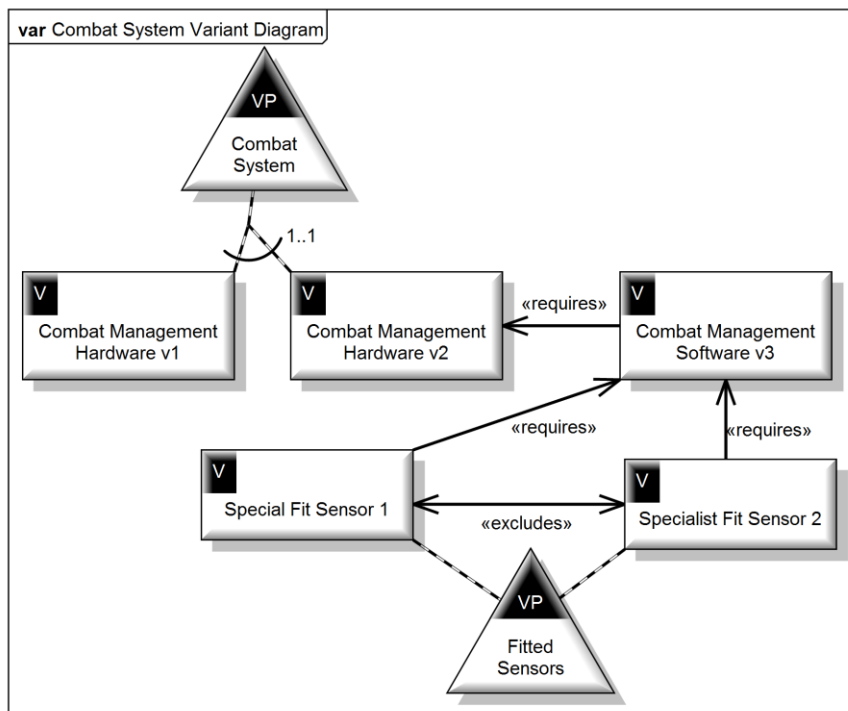 var Combat System Variant Diagram
VP
Combat
System
1..1
V
Combat Management
Hardware v1
V
Combat Management
Hardware v2
«requires»
V
Combat Management
Software v3
«requires»
«requires»
V
Special Fit Sensor 1
«excludes»
V
Specialist Fit Sensor 2
VP
Fitted
Sensors